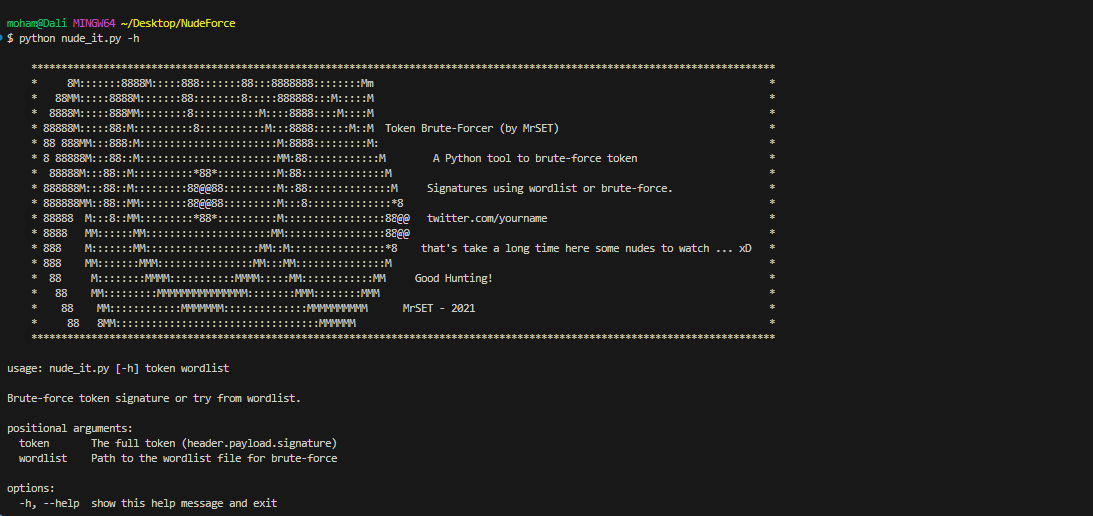 moham@Dali MINGW64 ~/Desktop/NudeForce
$ python nude_it.py -h
****************************************************************************************************************************
*     8M:::::::8888M:::::888:::::::88:::8888888::::::::Mm                                                                  *
*   88MM:::::8888M:::::::88::::::::8:::::888888:::M:::::M                                                                  *
*  8888M:::::888MM::::::::8:::::::::::M::::8888::::M::::M                                                                  *
* 88888M:::::88:M::::::::::8:::::::::::M:::8888::::::M::M  Token Brute-Forcer (by MrSET)                                   *
* 88 888MM:::888:M:::::::::::::::::::::::M:8888:::::::::M:                                                                 *
* 8 88888M:::88::M:::::::::::::::::::::::MM:88::::::::::::M        A Python tool to brute-force token                      *
*  88888M:::88::M::::::::::*88*::::::::::M:88::::::::::::::M                                                               *
* 888888M:::88::M:::::::::88@@88:::::::::M::88::::::::::::::M     Signatures using wordlist or brute-force.                *
* 888888MM::88::MM::::::::88@@88:::::::::M:::8::::::::::::::*8                                                             *
* 88888  M:::8::MM:::::::::*88*::::::::::M:::::::::::::::::88@@   twitter.com/yourname                                     *
* 8888   MM::::::MM:::::::::::::::::::::MM:::::::::::::::::88@@                                                            *
* 888    M:::::::MM:::::::::::::::::::MM::M::::::::::::::::*8    that's take a long time here some nudes to watch ... xD   *
* 888    MM:::::::MMM::::::::::::::::MM:::MM:::::::::::::::M                                                               *
*  88     M::::::::MMMM:::::::::::MMMM:::::MM::::::::::::MM     Good Hunting!                                              *
*   88    MM:::::::::MMMMMMMMMMMMMMM::::::::MMM::::::::MMM                                                                 *
*    88    MM::::::::::::MMMMMMM::::::::::::::MMMMMMMMMM      MrSET - 2021                                                 *
*     88   8MM::::::::::::::::::::::::::::::::::MMMMMM                                                                     *
****************************************************************************************************************************
usage: nude_it.py [-h] token wordlist
Brute-force token signature or try from wordlist.
positional arguments:
  token       The full token (header.payload.signature)
  wordlist    Path to the wordlist file for brute-force
options:
  -h, --help  show this help message and exit